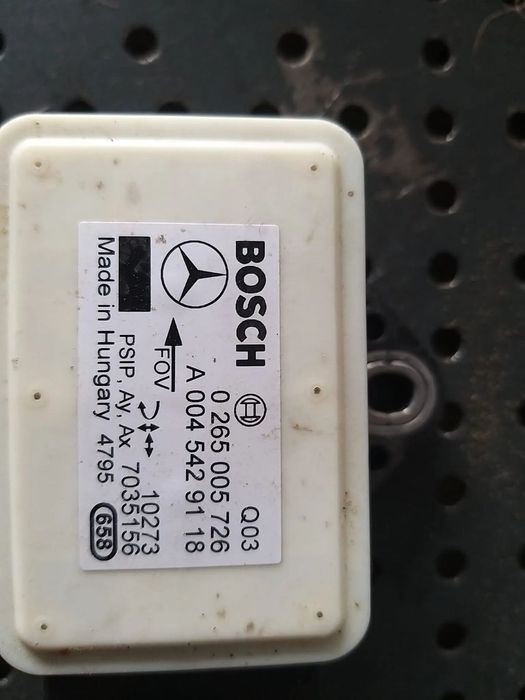 BOSCH
Q03
0 265 005 726
A 004 542 91 18
FOV
10273
PSIP, Ay, Ax 7035156
Made in Hungary 4795
658